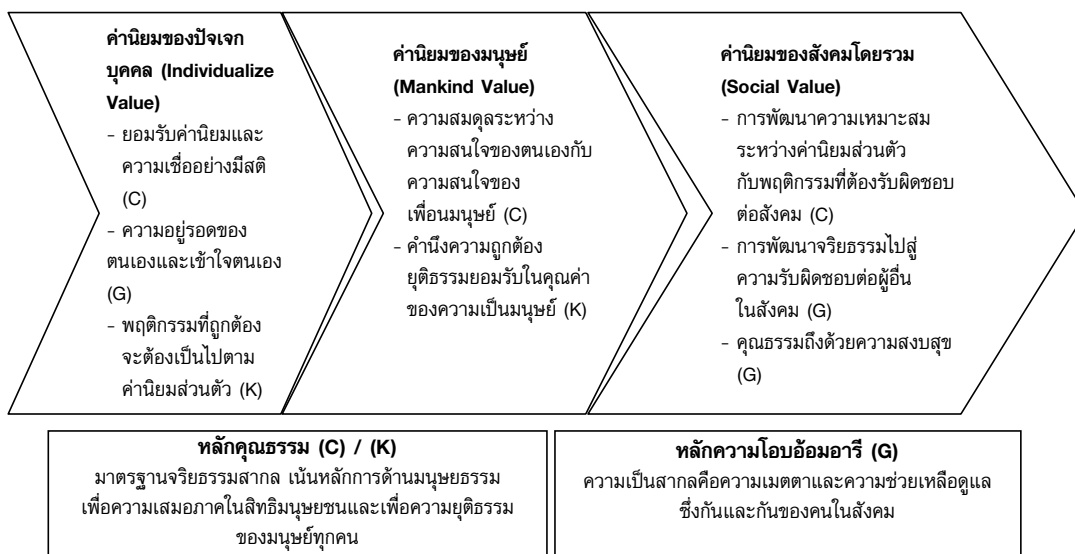 ค่านิยมของปัจเจก
บุคคล (Individualize
Value)
- ยอมรับค่านิยมและ
ความเชื่ออย่างมีสติ
(C)
- ความอยู่รอดของ
ตนเองและเข้าใจตนเอง
(G)
- พฤติกรรมที่ถูกต้อง
จะต้องเป็นไปตาม
ค่านิยมส่วนตัว (K)
ค่านิยมของมนุษย์
(Mankind Value)
- ความสมดุลระหว่าง
ความสนใจของตนเองกับ
ความสนใจของ
เพื่อนมนุษย์ (C)
- คำนึงความถูกต้อง
ยุติธรรมยอมรับในคุณค่า
ของความเป็นมนุษย์ (K)
ค่านิยมของสังคมโดยรวม
(Social Value)
- การพัฒนาความเหมาะสม
ระหว่างค่านิยมส่วนตัว
กับพฤติกรรมที่ต้องรับผิดชอบ
ต่อสังคม (C)
- การพัฒนาจริยธรรมไปสู่
ความรับผิดชอบต่อผู้อื่น
ในสังคม (G)
- คุณธรรมถึงด้วยความสงบสุข
(G)
หลักคุณธรรม (C) / (K)
มาตรฐานจริยธรรมสากล เน้นหลักการด้านมนุษยธรรม
เพื่อความเสมอภาคในสิทธิมนุษยชนและเพื่อความยุติธรรม
ของมนุษย์ทุกคน
หลักความโอบอ้อมอารี (G)
ความเป็นสากลคือความเมตตาและความช่วยเหลือดูแล
ซึ่งกันและกันของคนในสังคม